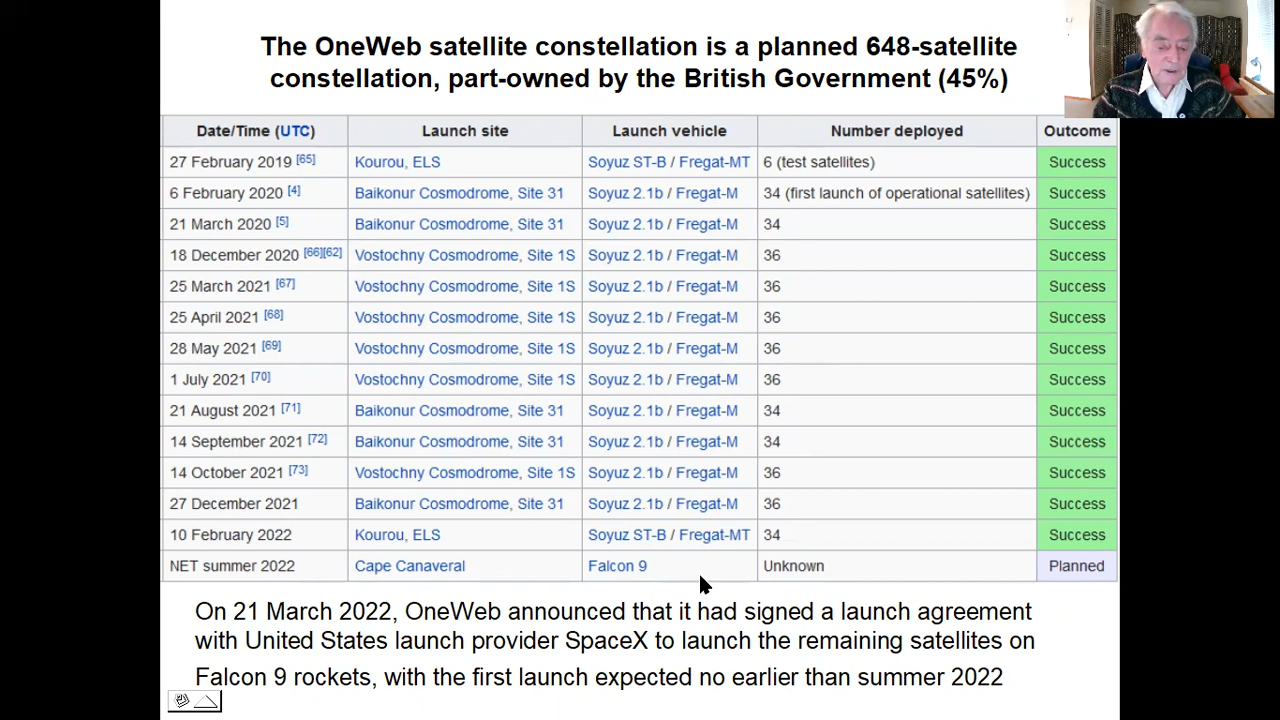 The OneWeb satellite constellation is a planned 648-satellite
constellation, part-owned by the British Government (45%)
Date/Time (UTC) Launch site Launch vehicle Number deployed Outcome
27 February 2019 [65] Kourou, ELS Soyuz ST-B / Fregat-MT 6 (test satellites) Success
6 February 2020 [4] Baikonur Cosmodrome, Site 31 Soyuz 2.1b / Fregat-M 34 (first launch of operational satellites) Success
21 March 2020 [5] Baikonur Cosmodrome, Site 31 Soyuz 2.1b / Fregat-M 34 Success
18 December 2020 [66][62] Vostochny Cosmodrome, Site 1S Soyuz 2.1b / Fregat-M 36 Success
25 March 2021 [67] Vostochny Cosmodrome, Site 1S Soyuz 2.1b / Fregat-M 36 Success
25 April 2021 [68] Vostochny Cosmodrome, Site 1S Soyuz 2.1b / Fregat-M 36 Success
28 May 2021 [69] Vostochny Cosmodrome, Site 1S Soyuz 2.1b / Fregat-M 36 Success
1 July 2021 [70] Vostochny Cosmodrome, Site 1S Soyuz 2.1b / Fregat-M 36 Success
21 August 2021 [71] Baikonur Cosmodrome, Site 31 Soyuz 2.1b / Fregat-M 34 Success
14 September 2021 [72] Baikonur Cosmodrome, Site 31 Soyuz 2.1b / Fregat-M 34 Success
14 October 2021 [73] Vostochny Cosmodrome, Site 1S Soyuz 2.1b / Fregat-M 36 Success
27 December 2021 Baikonur Cosmodrome, Site 31 Soyuz 2.1b / Fregat-M 36 Success
10 February 2022 Kourou, ELS Soyuz ST-B / Fregat-MT 34 Success
NET summer 2022 Cape Canaveral Falcon 9 Unknown Planned
On 21 March 2022, OneWeb announced that it had signed a launch agreement
with United States launch provider SpaceX to launch the remaining satellites on
Falcon 9 rockets, with the first launch expected no earlier than summer 2022